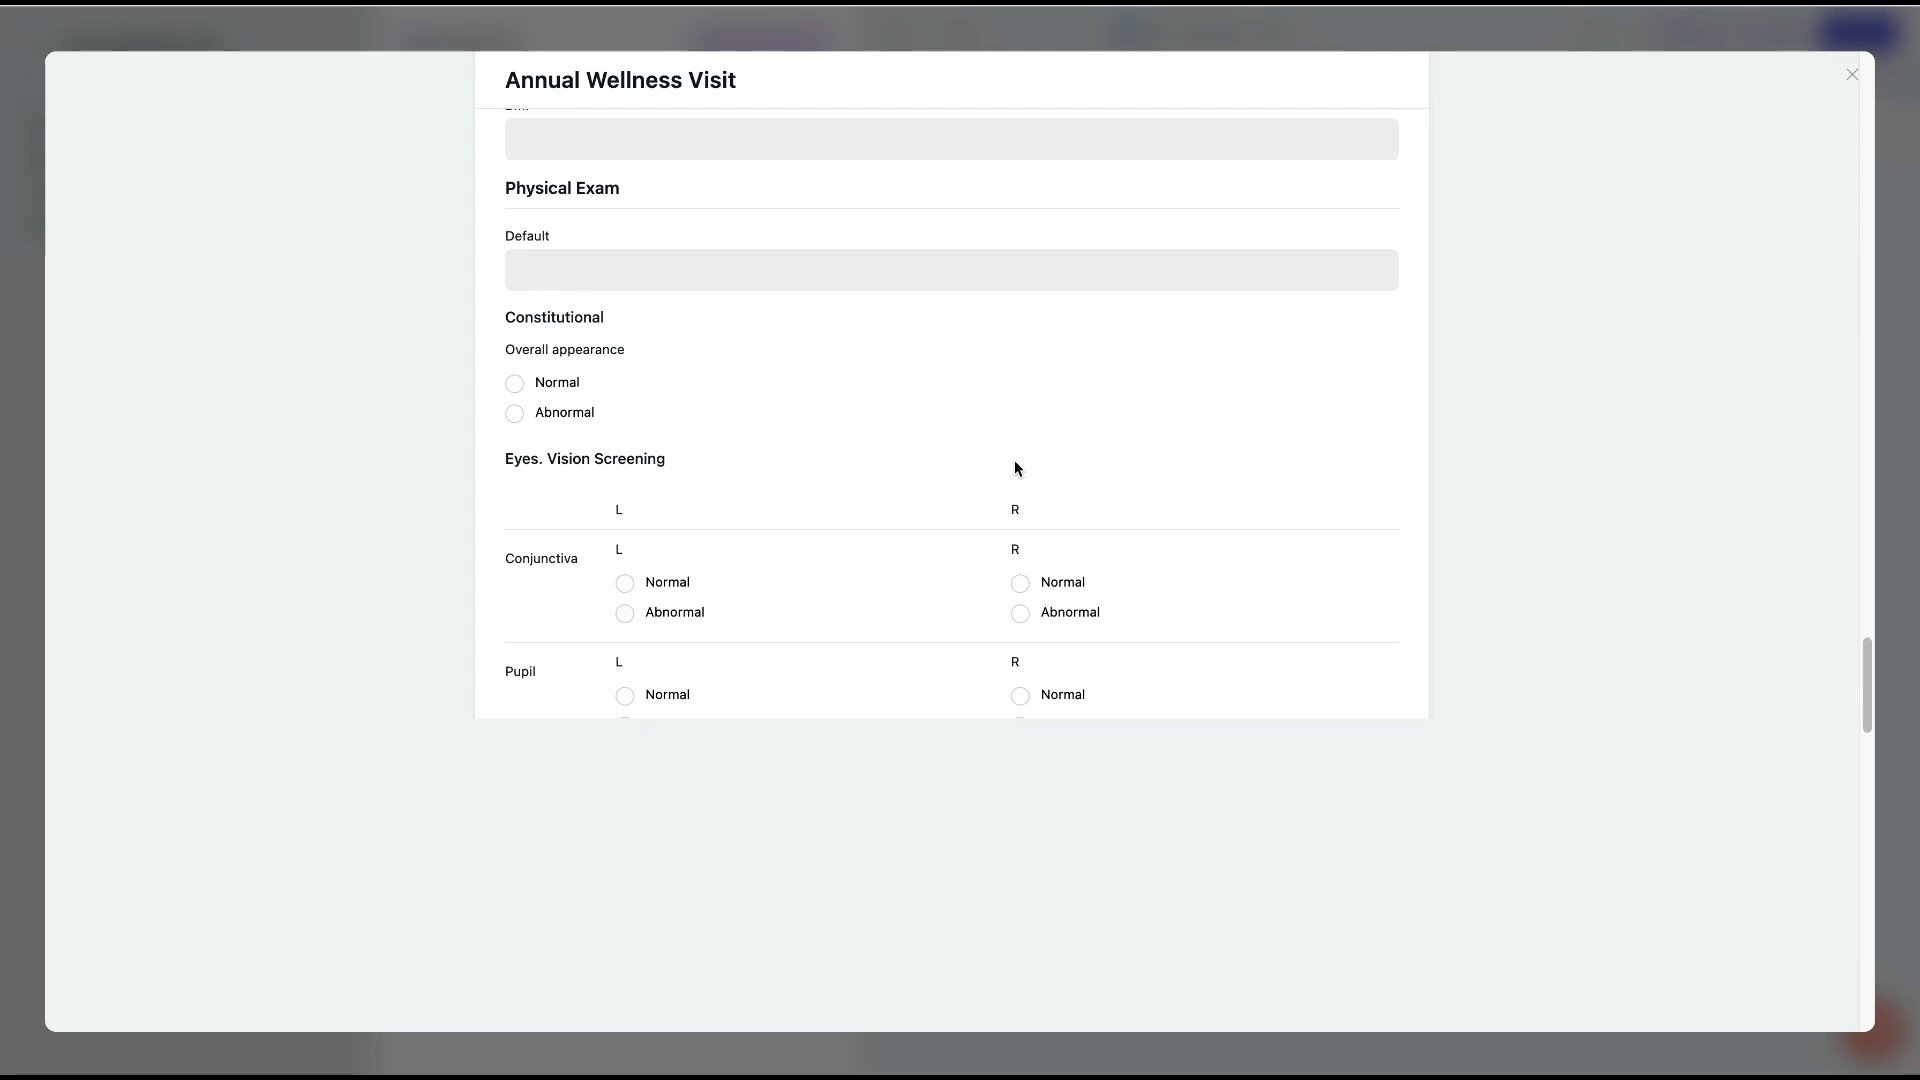 Annual Wellness Visit
Physical Exam
Default
Constitutional
Overall appearance
Normal
Abnormal
Eyes. Vision Screening
L R
Conjunctiva L R
Normal Normal
Abnormal Abnormal
Pupil L R
Normal Normal